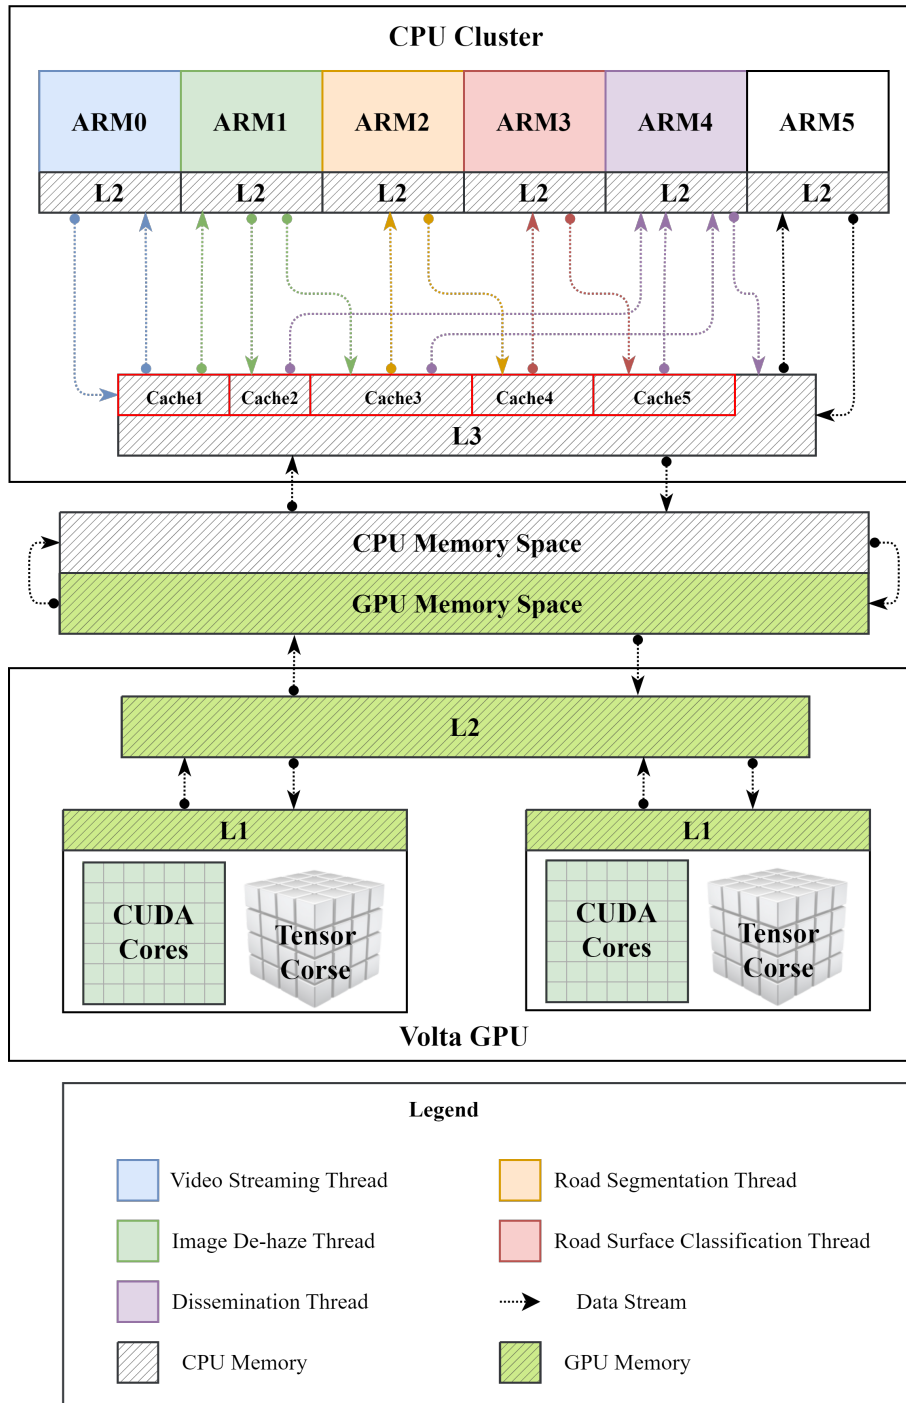 CPU Cluster
ARM0 ARM1 ARM2 ARM3 ARM4 ARM5
L2 L2 L2 L2 L2 L2
Cache1 Cache2 Cache3 Cache4 Cache5
L3
CPU Memory Space
GPU Memory Space
L2
L1 L1
CUDA
Cores
Tensor
Corse
CUDA
Cores
Tensor
Corse
Volta GPU
Legend
Video Streaming Thread
Road Segmentation Thread
Image De-haze Thread
Road Surface Classification Thread
Dissemination Thread
Data Stream
CPU Memory
GPU Memory